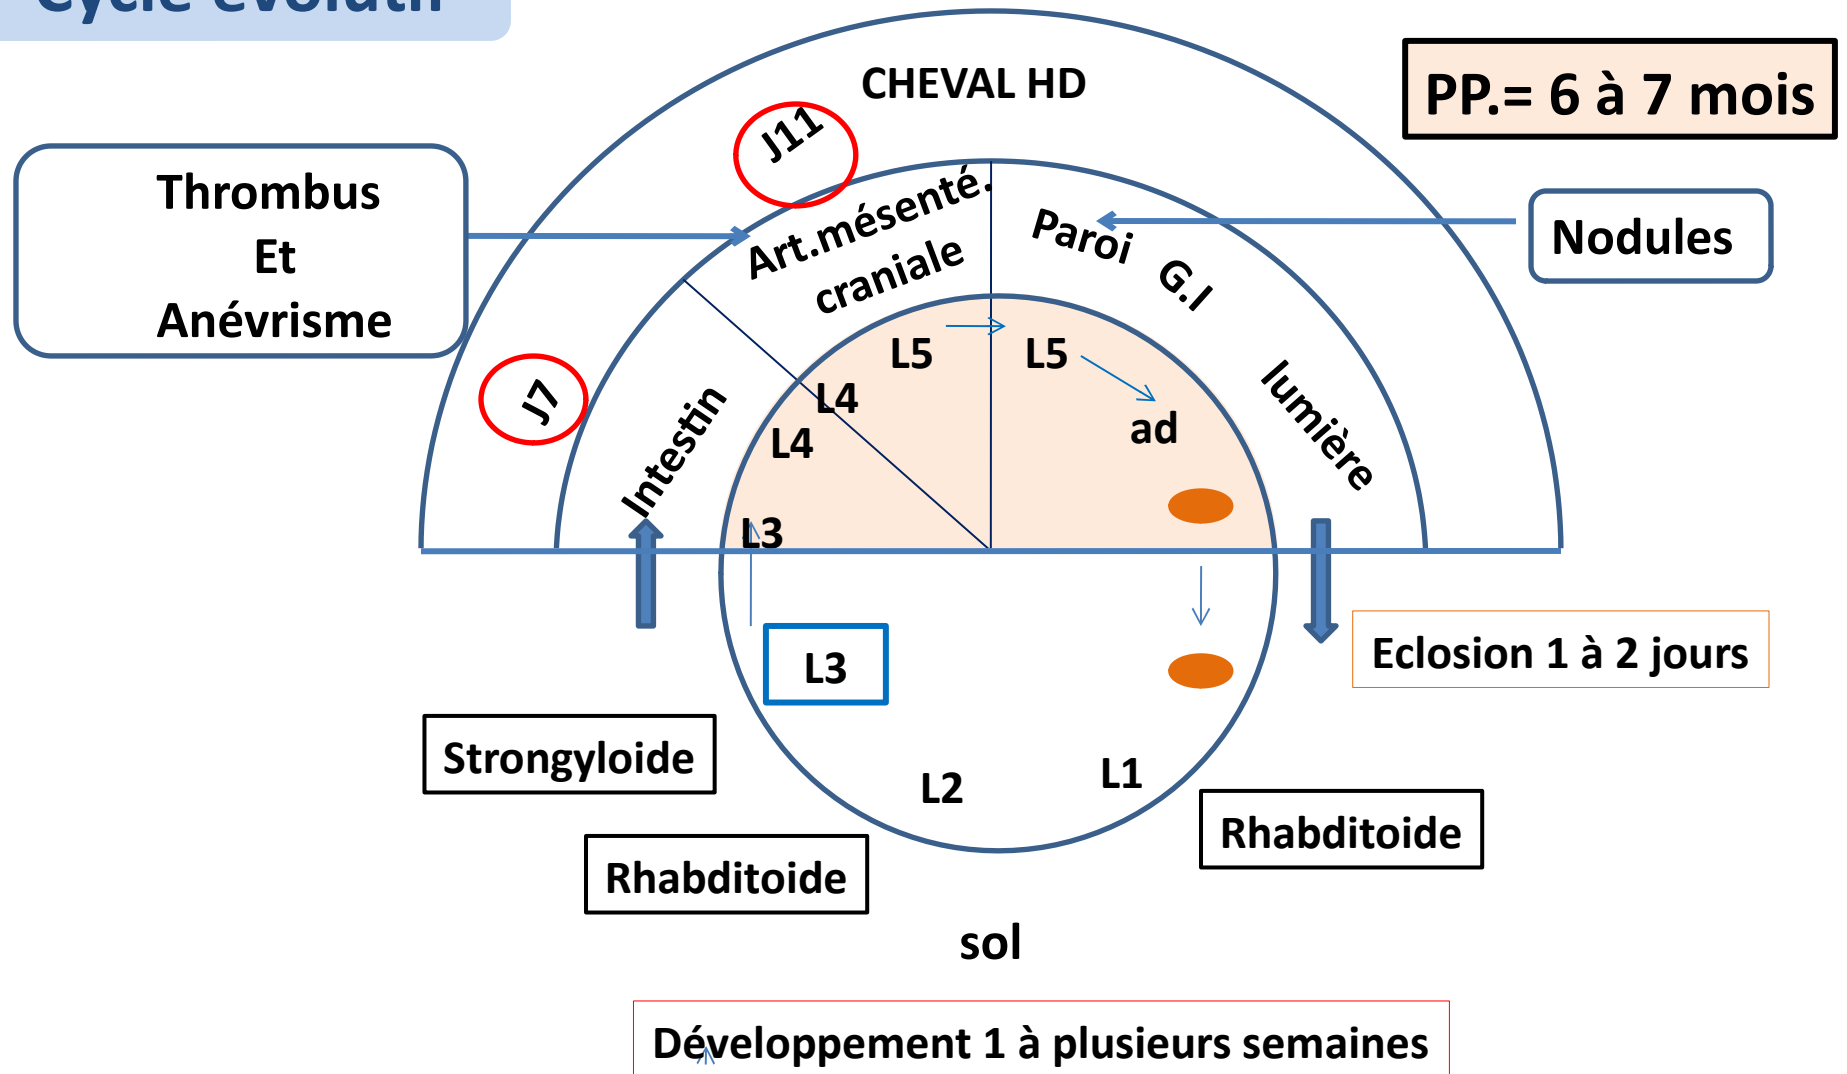 Cycle évolutif
CHEVAL HD
PP.= 6 à 7 mois
J11
Thrombus
Et
Anévrisme
Art.mésenté.
craniale
Paroi G.I
lumière
Nodules
J7
Intestin
L5
L5
L4
L4
ad
L3
L3
Eclosion 1 à 2 jours
Strongyloide
L2
L1
Rhabditoide
Rhabditoide
sol
Développement 1 à plusieurs semaines